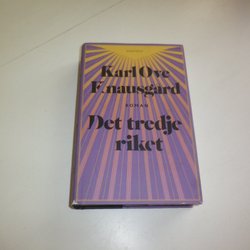 Karl Ove
Knausgård
ROMAN
Det tredje
riket